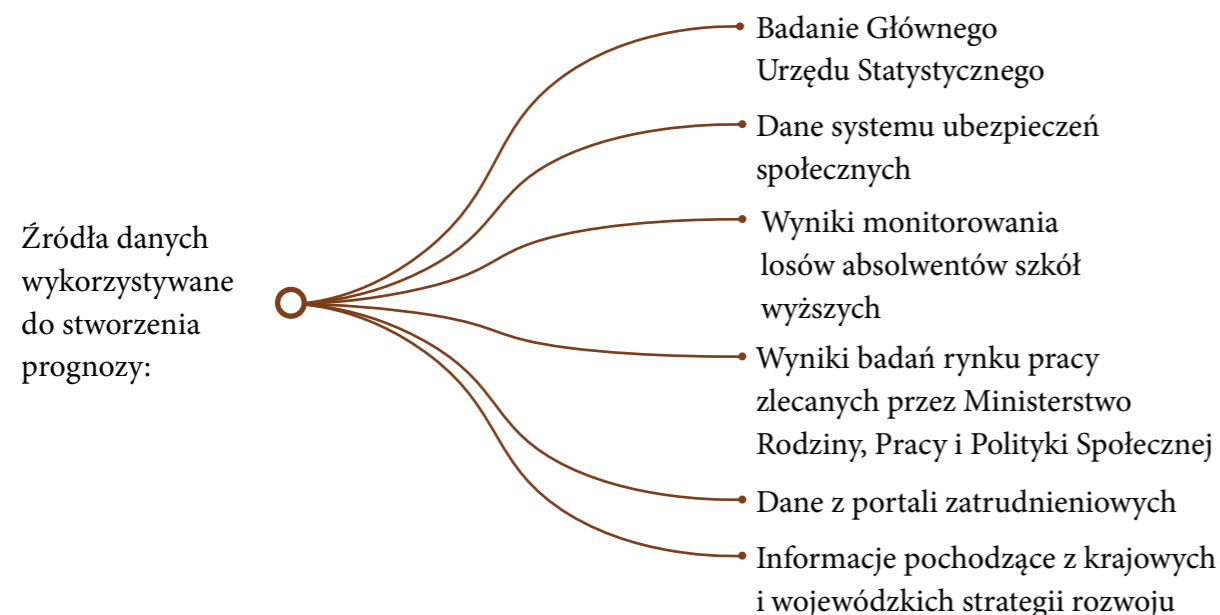 Źródła danych
wykorzystywane
do stworzenia
prognozy:
Badanie Głównego
Urzędu Statystycznego
Dane systemu ubezpieczeń
społecznych
Wyniki monitorowania
losów absolwentów szkół
wyższych
Wyniki badań rynku pracy
zlecanych przez Ministerstwo
Rodziny, Pracy i Polityki Społecznej
Dane z portali zatrudnieniowych
Informacje pochodzące z krajowych
i wojewódzkich strategii rozwoju